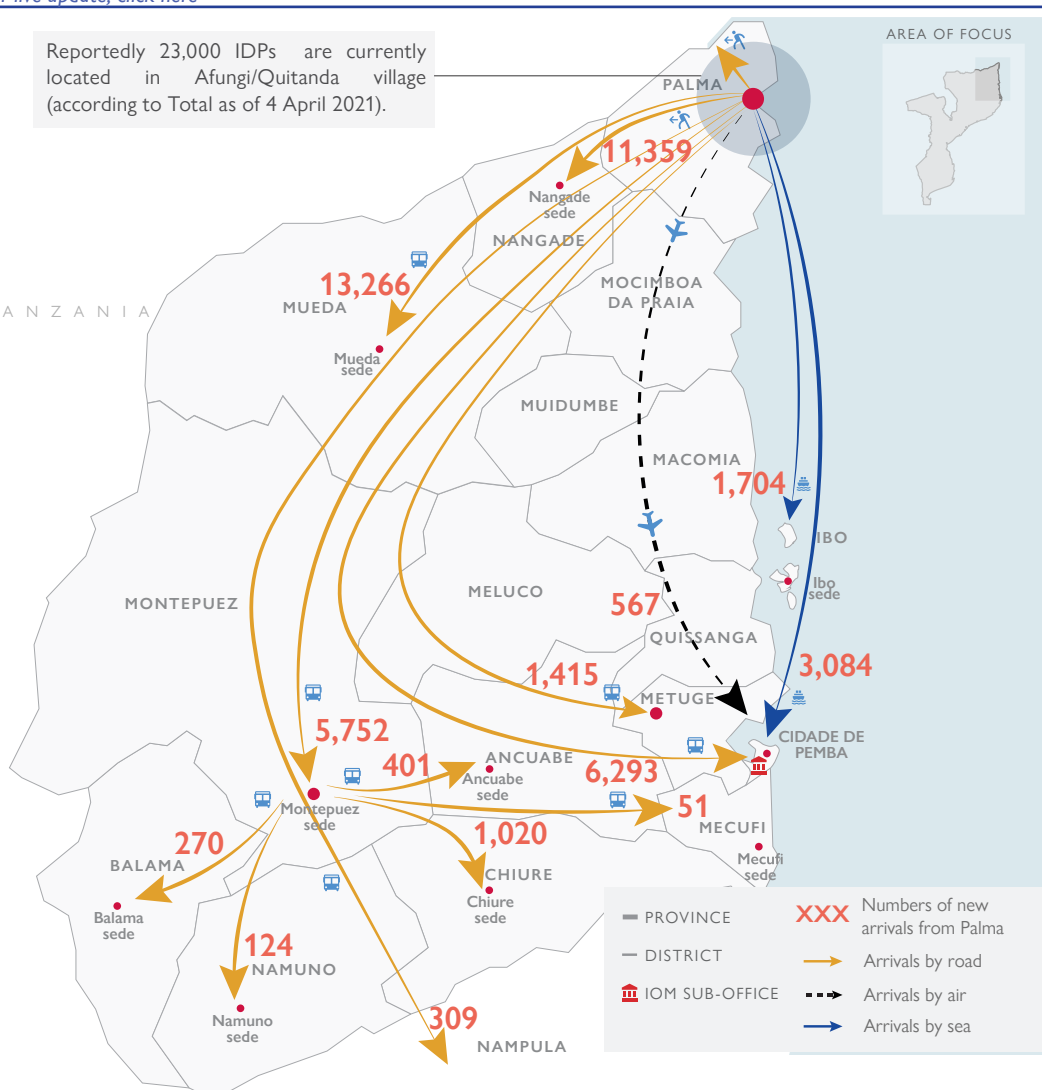 Reportedly 23,000 IDPs are currently
located in Afungi/Quitanda village
(according to Total as of 4 April 2021).
AREA OF FOCUS
PALMA
11,359
Nangade
sede
NANGADE
13,266
MUEDA
MOCIMBOA
DA PRAIA
ANZANIA
Mueda
sede
MUIDUMBE
MACOMIA
1,704
IBO
Ibo
sede
MONTEPUEZ
MELUCO
567
QUISSANGA
1,415
3,084
METUGE
5,752
CIDADE DE
PEMBA
401
ANCUABE
Ancuabe
sede
6,293
Montepuez
sede
51
MECUFI
270
1,020
BALAMA
Mecufi
sede
CHIURE
Chiure
sede
Balama
sede
124
NAMUNO
Namuno
sede
309
NAMPULA
PROVINCE
DISTRICT
IOM SUB-OFFICE
XXX Numbers of new
arrivals from Palma
Arrivals by road
Arrivals by air
Arrivals by sea